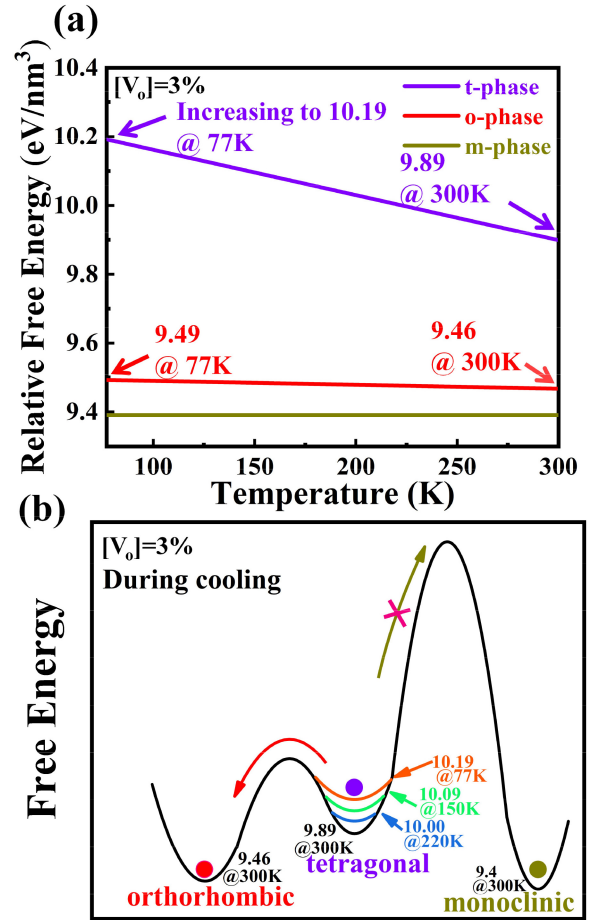 (a)
[Vo]=3%
t-phase
o-phase
m-phase
Increasing to 10.19
@ 77K
9.89
@ 300K
9.49
@ 77K
9.46
@ 300K
Relative Free Energy (eV/nm³)
10.4
10.2
10.0
9.8
9.6
9.4
100
150
200
250
300
Temperature (K)
(b)
[Vo]=3%
During cooling
Free Energy
10.19
@77K
10.09
@150K
10.00
@220K
9.89
@300K
tetragonal
9.46
@300K
orthorhombic
9.4
@300K
monoclinic